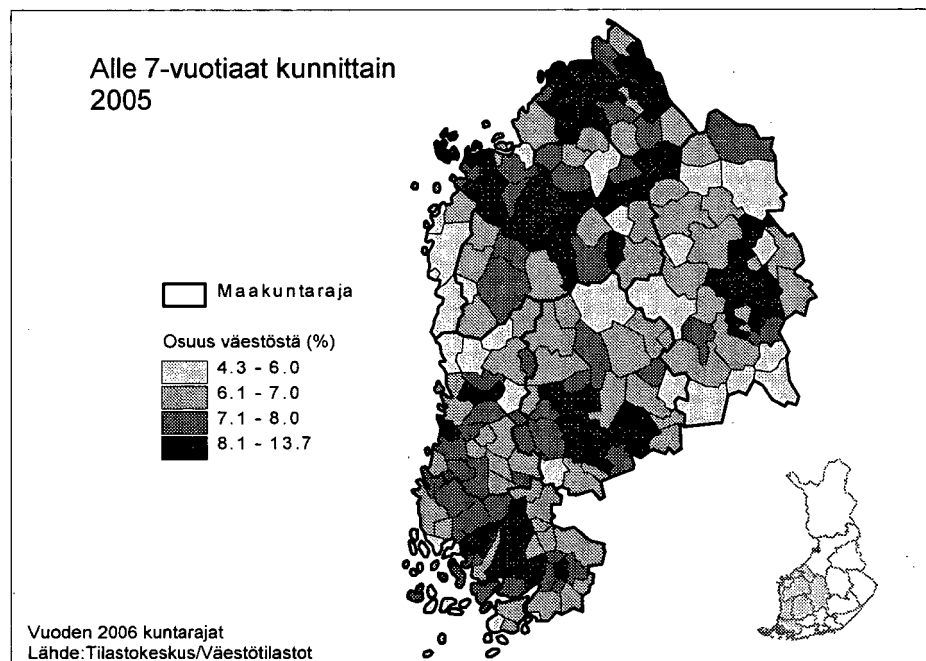 Alle 7-vuotiaat kunnittain
2005
Maakuntaraja
Osuus väestöstä (%)
4.3 - 6.0
6.1 - 7.0
7.1 - 8.0
8.1 - 13.7
Vuoden 2006 kuntarajat
Lähde:Tilastokeskus/Väestötilastot